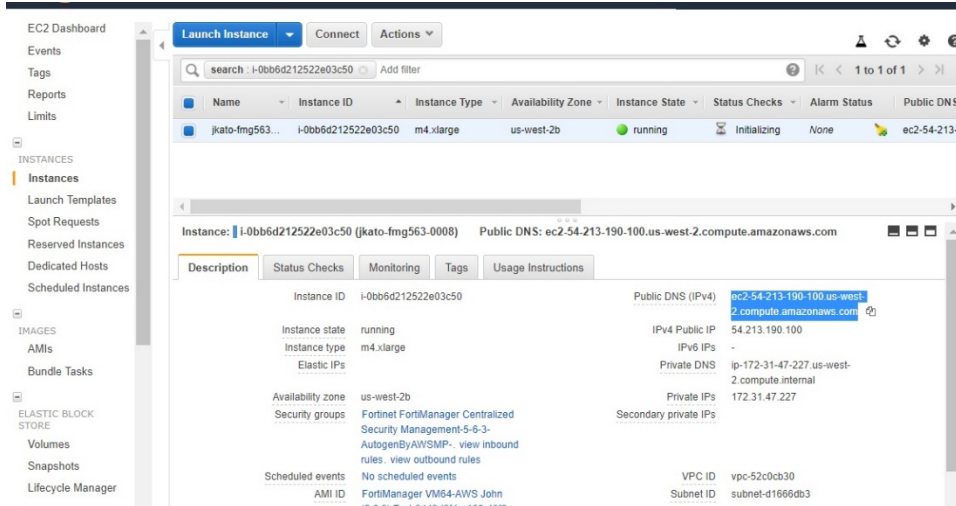 EC2 Dashboard
Events
Tags
Reports
Limits
INSTANCES
Instances
Launch Templates
Spot Requests
Reserved Instances
Dedicated Hosts
Scheduled Instances
IMAGES
AMIs
Bundle Tasks
ELASTIC BLOCK
STORE
Volumes
Snapshots
Lifecycle Manager
Launch Instance Connect Actions
search : i-0bb6d212522e03c50 Add filter 1 to 1 of 1
Name Instance ID Instance Type Availability Zone Instance State Status Checks Alarm Status Public DNS
jkato-fmg563... i-0bb6d212522e03c50 m4.xlarge us-west-2b running Initializing None ec2-54-213-
Instance: i-0bb6d212522e03c50 (jkato-fmg563-0008) Public DNS: ec2-54-213-190-100.us-west-2.compute.amazonaws.com
Description Status Checks Monitoring Tags Usage Instructions
Instance ID i-0bb6d212522e03c50
Instance state running
Instance type m4.xlarge
Elastic IPs
Availability zone us-west-2b
Security groups Fortinet FortiManager Centralized
Security Management-5-6-3-
AutogenByAWSMP-. view inbound
rules. view outbound rules
Scheduled events No scheduled events
AMI ID FortiManager VM64-AWS John
Public DNS (IPv4) ec2-54-213-190-100.us-west-
2.compute.amazonaws.com
IPv4 Public IP 54.213.190.100
IPv6 IPs -
Private DNS ip-172-31-47-227.us-west-
2.compute.internal
Private IPs 172.31.47.227
Secondary private IPs
VPC ID vpc-52c0cb30
Subnet ID subnet-d1666db3